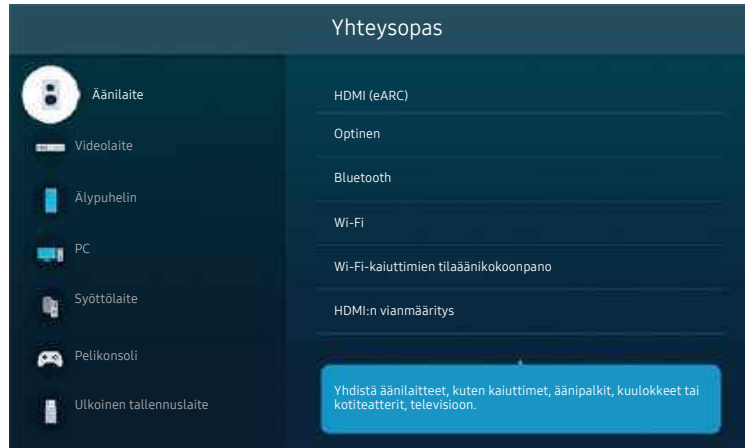 Yhteysopas
Äänilaite
Videolaite
Älypuhelin
PC
Syöttölaite
Pelikonsoli
Ulkoinen tallennuslaite
HDMI (eARC)
Optinen
Bluetooth
Wi-Fi
Wi-Fi-kaiuttimien tilaäänikokoonpano
HDMI:n vianmääritys
Yhdistä äänilaitteet, kuten kaiuttimet, äänipalkit, kuulokkeet tai
kotiteatterit, televisioon.